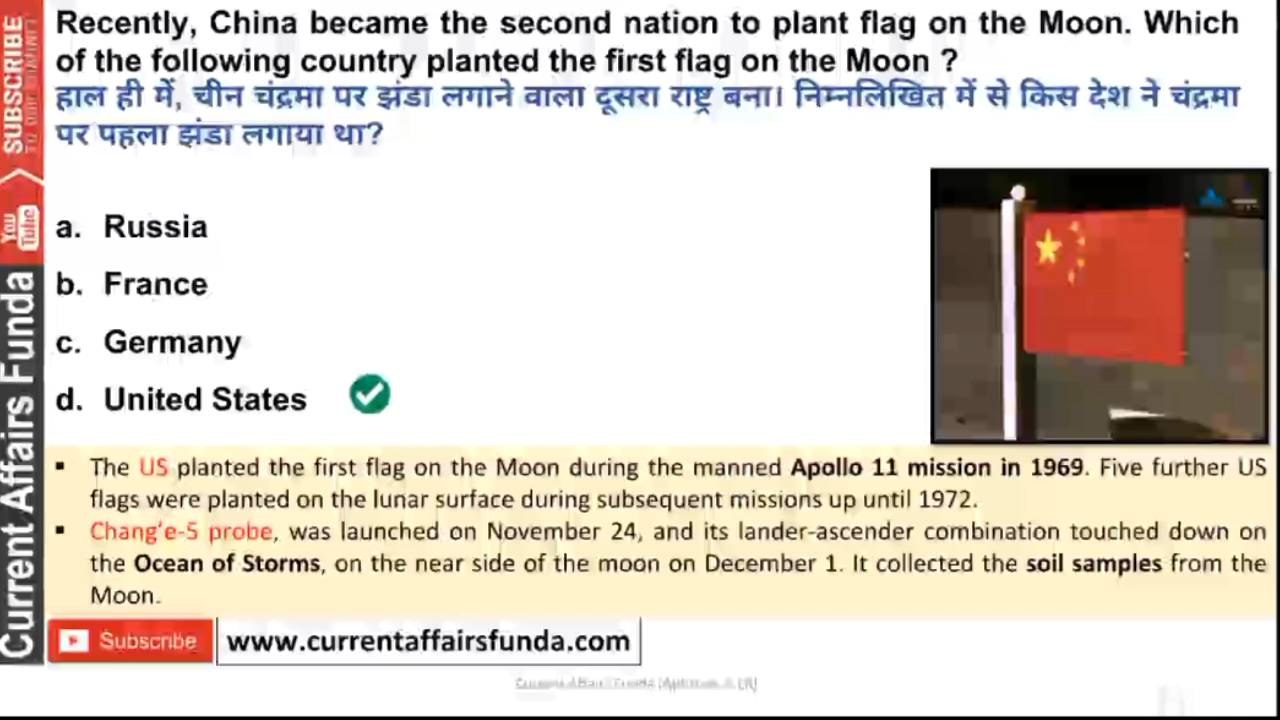 Recently, China became the second nation to plant flag on the Moon. Which
of the following country planted the first flag on the Moon ?
हाल ही में, चीन चंद्रमा पर झंडा लगाने वाला दूसरा राष्ट्र बना। निम्नलिखित में से किस देश ने चंद्रमा
पर पहला झंडा लगाया था?
a. Russia
b. France
c. Germany
d. United States
▪ The US planted the first flag on the Moon during the manned Apollo 11 mission in 1969. Five further US
flags were planted on the lunar surface during subsequent missions up until 1972.
▪ Chang’e-5 probe, was launched on November 24, and its lander-ascender combination touched down on
the Ocean of Storms, on the near side of the moon on December 1. It collected the soil samples from the
Moon.
Subscribe
www.currentaffairsfunda.com
SUBSCRIBE
You Tube
Current Affairs Funda